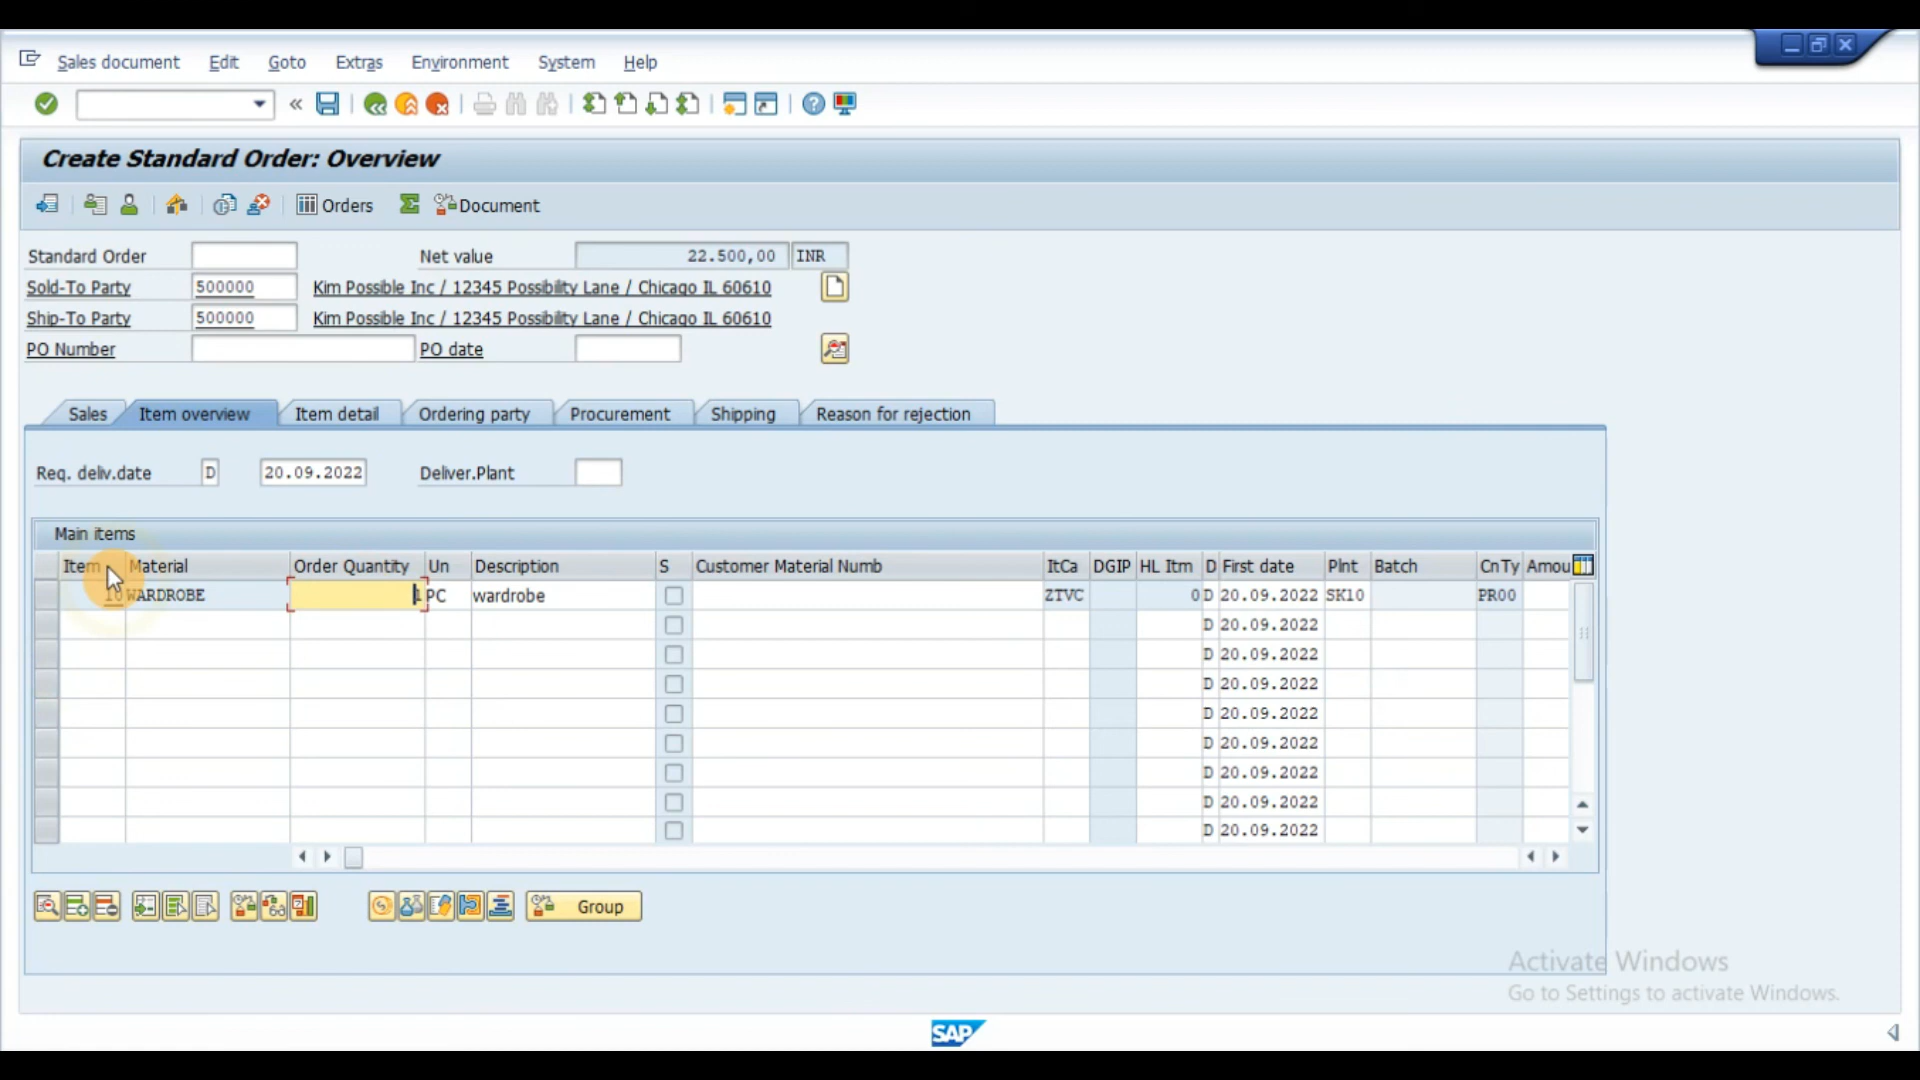 Sales document Edit Goto Extras Environment System Help
Create Standard Order: Overview
Orders Document
Standard Order Net value 22.500,00 INR
Sold-To Party 500000 Kim Possible Inc / 12345 Possibility Lane / Chicago IL 60610
Ship-To Party 500000 Kim Possible Inc / 12345 Possibility Lane / Chicago IL 60610
PO Number PO date
Sales Item overview Item detail Ordering party Procurement Shipping Reason for rejection
Req. deliv.date D 20.09.2022 Deliver.Plant
Main items
Item Material Order Quantity Un Description S Customer Material Numb ItCa DGIP HL Itm D First date Plnt Batch CnTy Amou
10 WARDROBE 1 PC wardrobe ZTVC 0 D 20.09.2022 SK10 PR00
D 20.09.2022
D 20.09.2022
D 20.09.2022
D 20.09.2022
D 20.09.2022
D 20.09.2022
D 20.09.2022
D 20.09.2022
Group
Activate Windows
Go to Settings to activate Windows.
SAP